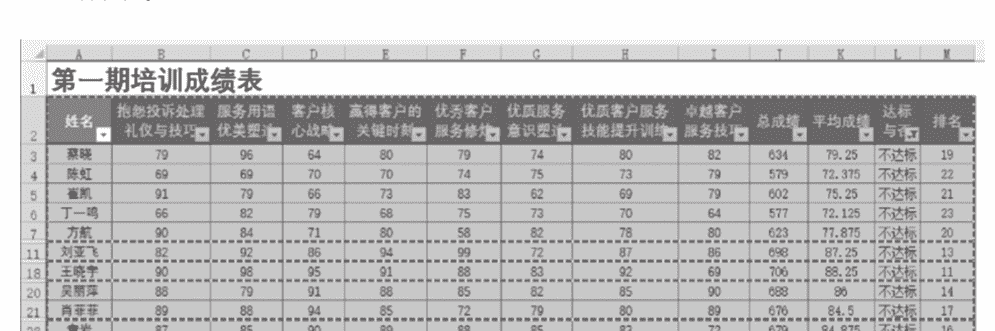 A B C D E F G H I J K L M
1 第一期培训成绩表
2 姓名 抱怨投诉处理礼仪与技巧 服务用语优美塑造 客户核心战略 赢得客户的关键时刻 优秀客户服务修炼 优质服务意识塑造 优质客户服务技能提升训练 卓越客户服务技巧 总成绩 平均成绩 达标与否 排名
3 蔡晓 79 96 64 80 79 74 80 82 634 79.25 不达标 19
4 陈虹 69 69 70 70 74 75 73 79 579 72.375 不达标 22
5 崔凯 91 79 66 73 83 62 69 79 602 75.25 不达标 21
6 丁一鸣 66 82 79 68 75 73 70 64 577 72.125 不达标 23
7 方航 90 84 71 80 58 82 78 80 623 77.875 不达标 20
11 刘亚飞 82 92 86 94 99 72 87 86 698 87.25 不达标 13
18 王晓宇 90 98 95 91 88 83 92 69 706 88.25 不达标 11
20 吴丽萍 88 79 91 88 85 82 85 90 688 86 不达标 14
21 肖菲菲 89 88 94 85 72 79 80 89 676 84.5 不达标 17